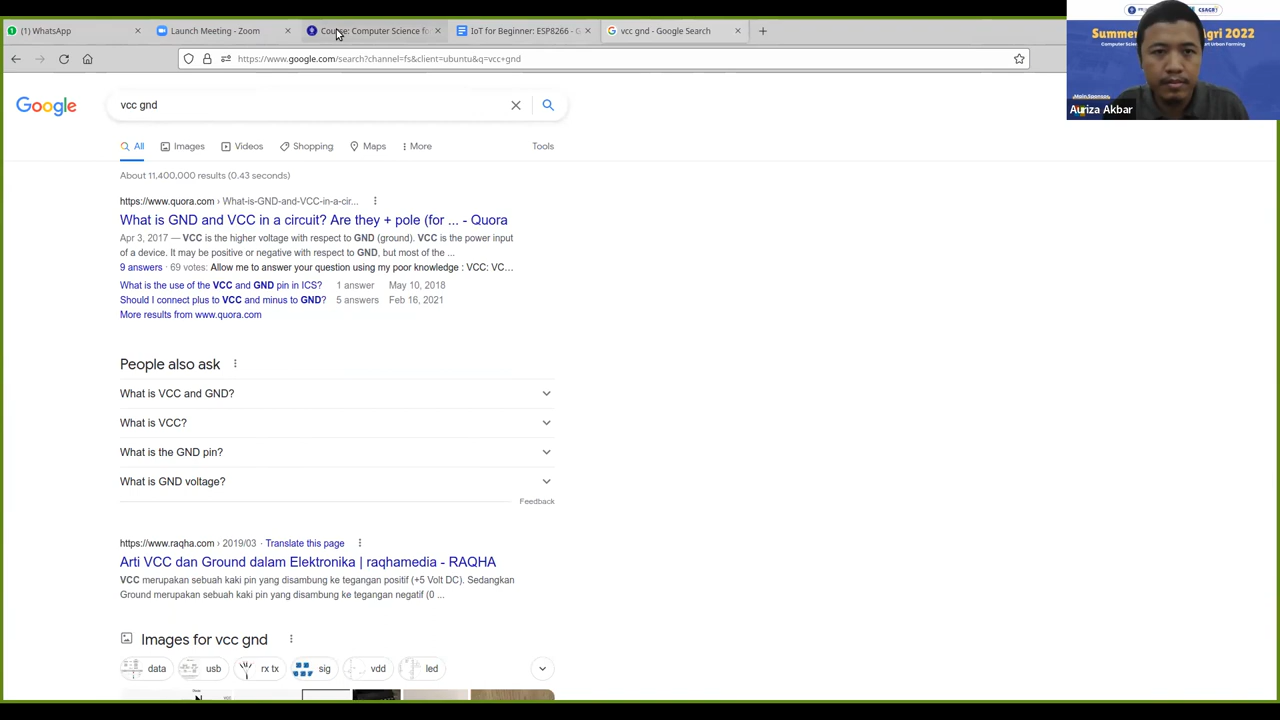 (1) WhatsApp
Launch Meeting - Zoom
Course: Computer Science fo
IoT for Beginner: ESP8266 - G
vcc gnd - Google Search
https://www.google.com/search?channel=fs&client=ubuntu&q=vcc+gnd
CSAGRI
Summer
Agri 2022
Computer Scien
rt Urban Farming
Main Sponsor
Auriza Akbar
Google
vcc gnd
All
Images
Videos
Shopping
Maps
More
Tools
About 11,400,000 results (0.43 seconds)
https://www.quora.com › What-is-GND-and-VCC-in-a-cir...
What is GND and VCC in a circuit? Are they + pole (for ... - Quora
Apr 3, 2017 — VCC is the higher voltage with respect to GND (ground). VCC is the power input
of a device. It may be positive or negative with respect to GND, but most of the ...
9 answers · 69 votes: Allow me to answer your question using my poor knowledge : VCC: VC…
What is the use of the VCC and GND pin in ICS? 1 answer May 10, 2018
Should I connect plus to VCC and minus to GND? 5 answers Feb 16, 2021
More results from www.quora.com
People also ask
What is VCC and GND?
What is VCC?
What is the GND pin?
What is GND voltage?
Feedback
https://www.raqha.com › 2019/03 · Translate this page
Arti VCC dan Ground dalam Elektronika | raqhamedia - RAQHA
VCC merupakan sebuah kaki pin yang disambung ke tegangan positif (+5 Volt DC). Sedangkan
Ground merupakan sebuah kaki pin yang disambung ke tegangan negatif (0 ...
Images for vcc gnd
data
usb
rx tx
sig
vdd
led